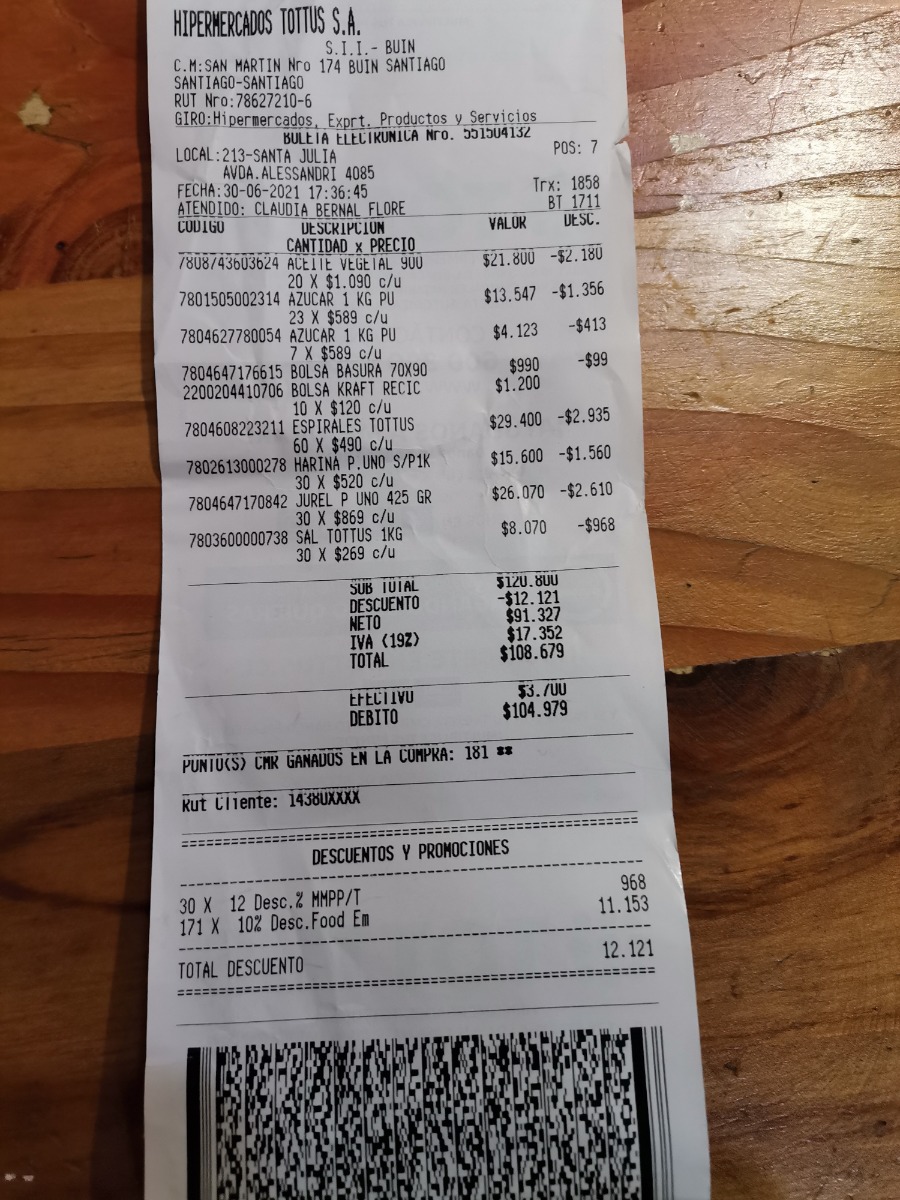 HIPERMERCADOS TOTTUS S.A.
S.I.I.- BUIN
C.M:SAN MARTIN Nro 174 BUIN SANTIAGO
SANTIAGO-SANTIAGO
RUT Nro:78627210-6
GIRO:Hipermercados, Exprt. Productos y Servicios
BOLETA ELECTRONICA Nro. 551504132
LOCAL:213-SANTA JULIA POS: 7
AVDA.ALESSANDRI 4085
FECHA:30-06-2021 17:36:45 Trx: 1858
ATENDIDO: CLAUDIA BERNAL FLORE BT 1711
CODIGO DESCRIPCION VALOR DESC.
CANTIDAD x PRECIO
7808743603624 ACEITE VEGETAL 900 $21.800 -$2.180
20 X $1.090 c/u
7801505002314 AZUCAR 1 KG PU $13.547 -$1.356
23 X $589 c/u
7804627780054 AZUCAR 1 KG PU $4.123 -$413
7 X $589 c/u
7804647176615 BOLSA BASURA 70X90 $990 -$99
2200204410706 BOLSA KRAFT RECIC $1.200
10 X $120 c/u
7804608223211 ESPIRALES TOTTUS $29.400 -$2.935
60 X $490 c/u
7802613000278 HARINA P.UNO S/P1K $15.600 -$1.560
30 X $520 c/u
7804647170842 JUREL P UNO 425 GR $26.070 -$2.610
30 X $869 c/u
7803600000738 SAL TOTTUS 1KG $8.070 -$968
30 X $269 c/u
SUB TOTAL $120.800
DESCUENTO -$12.121
NETO $91.327
IVA (19%) $17.352
TOTAL $108.679
EFECTIVO $3.700
DEBITO $104.979
PUNTO(S) CMR GANADOS EN LA COMPRA: 181 **
Rut Cliente: 14380XXXX
DESCUENTOS Y PROMOCIONES
30 X 12 Desc.% MMPP/T 968
171 X 10% Desc.Food Em 11.153
TOTAL DESCUENTO 12.121